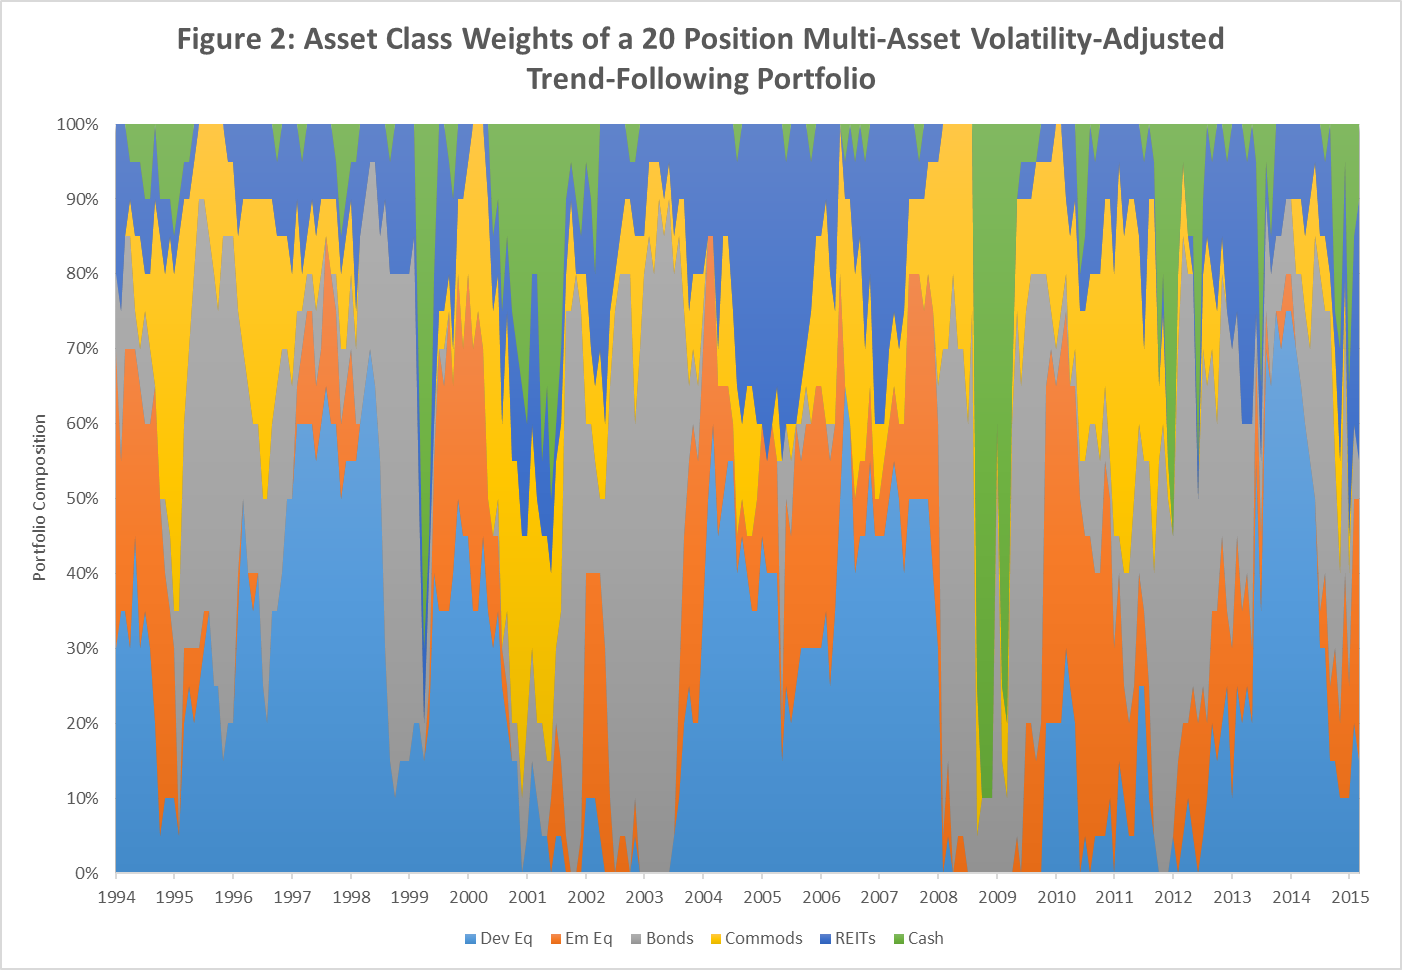 Figure 2: Asset Class Weights of a 20 Position Multi-Asset Volatility-Adjusted
Trend-Following Portfolio
Portfolio Composition
100%
90%
80%
70%
60%
50%
40%
30%
20%
10%
0%
1994 1995 1996 1997 1998 1999 2000 2001 2002 2003 2004 2005 2006 2007 2008 2009 2010 2011 2012 2013 2014 2015
Dev Eq Em Eq Bonds Commods REITs Cash